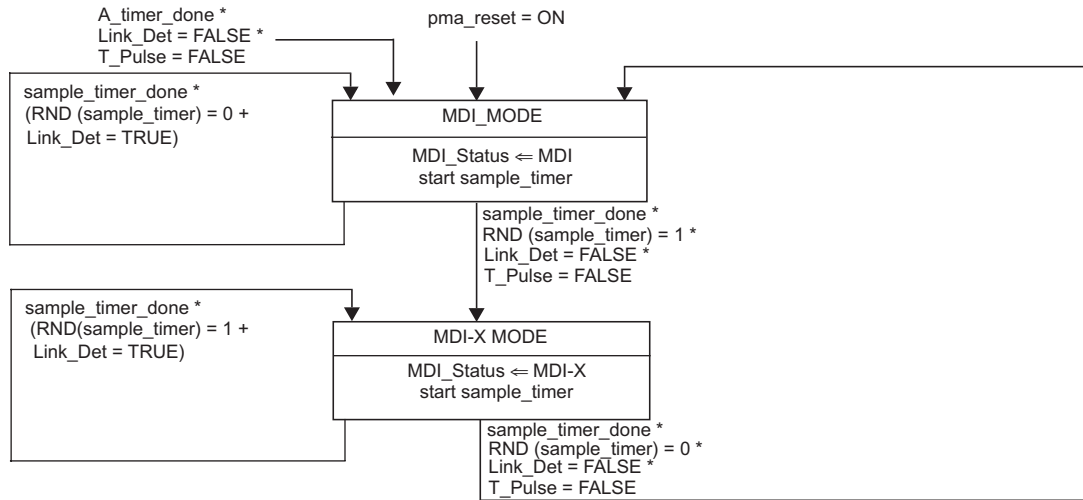 A_timer_done *
Link_Det = FALSE *
T_Pulse = FALSE
pma_reset = ON
sample_timer_done *
(RND (sample_timer) = 0 +
Link_Det = TRUE)
MDI_MODE
MDI_Status ⇐ MDI
start sample_timer
sample_timer_done *
RND (sample_timer) = 1 *
Link_Det = FALSE *
T_Pulse = FALSE
sample_timer_done *
(RND(sample_timer) = 1 +
Link_Det = TRUE)
MDI-X MODE
MDI_Status ⇐ MDI-X
start sample_timer
sample_timer_done *
RND (sample_timer) = 0 *
Link_Det = FALSE *
T_Pulse = FALSE